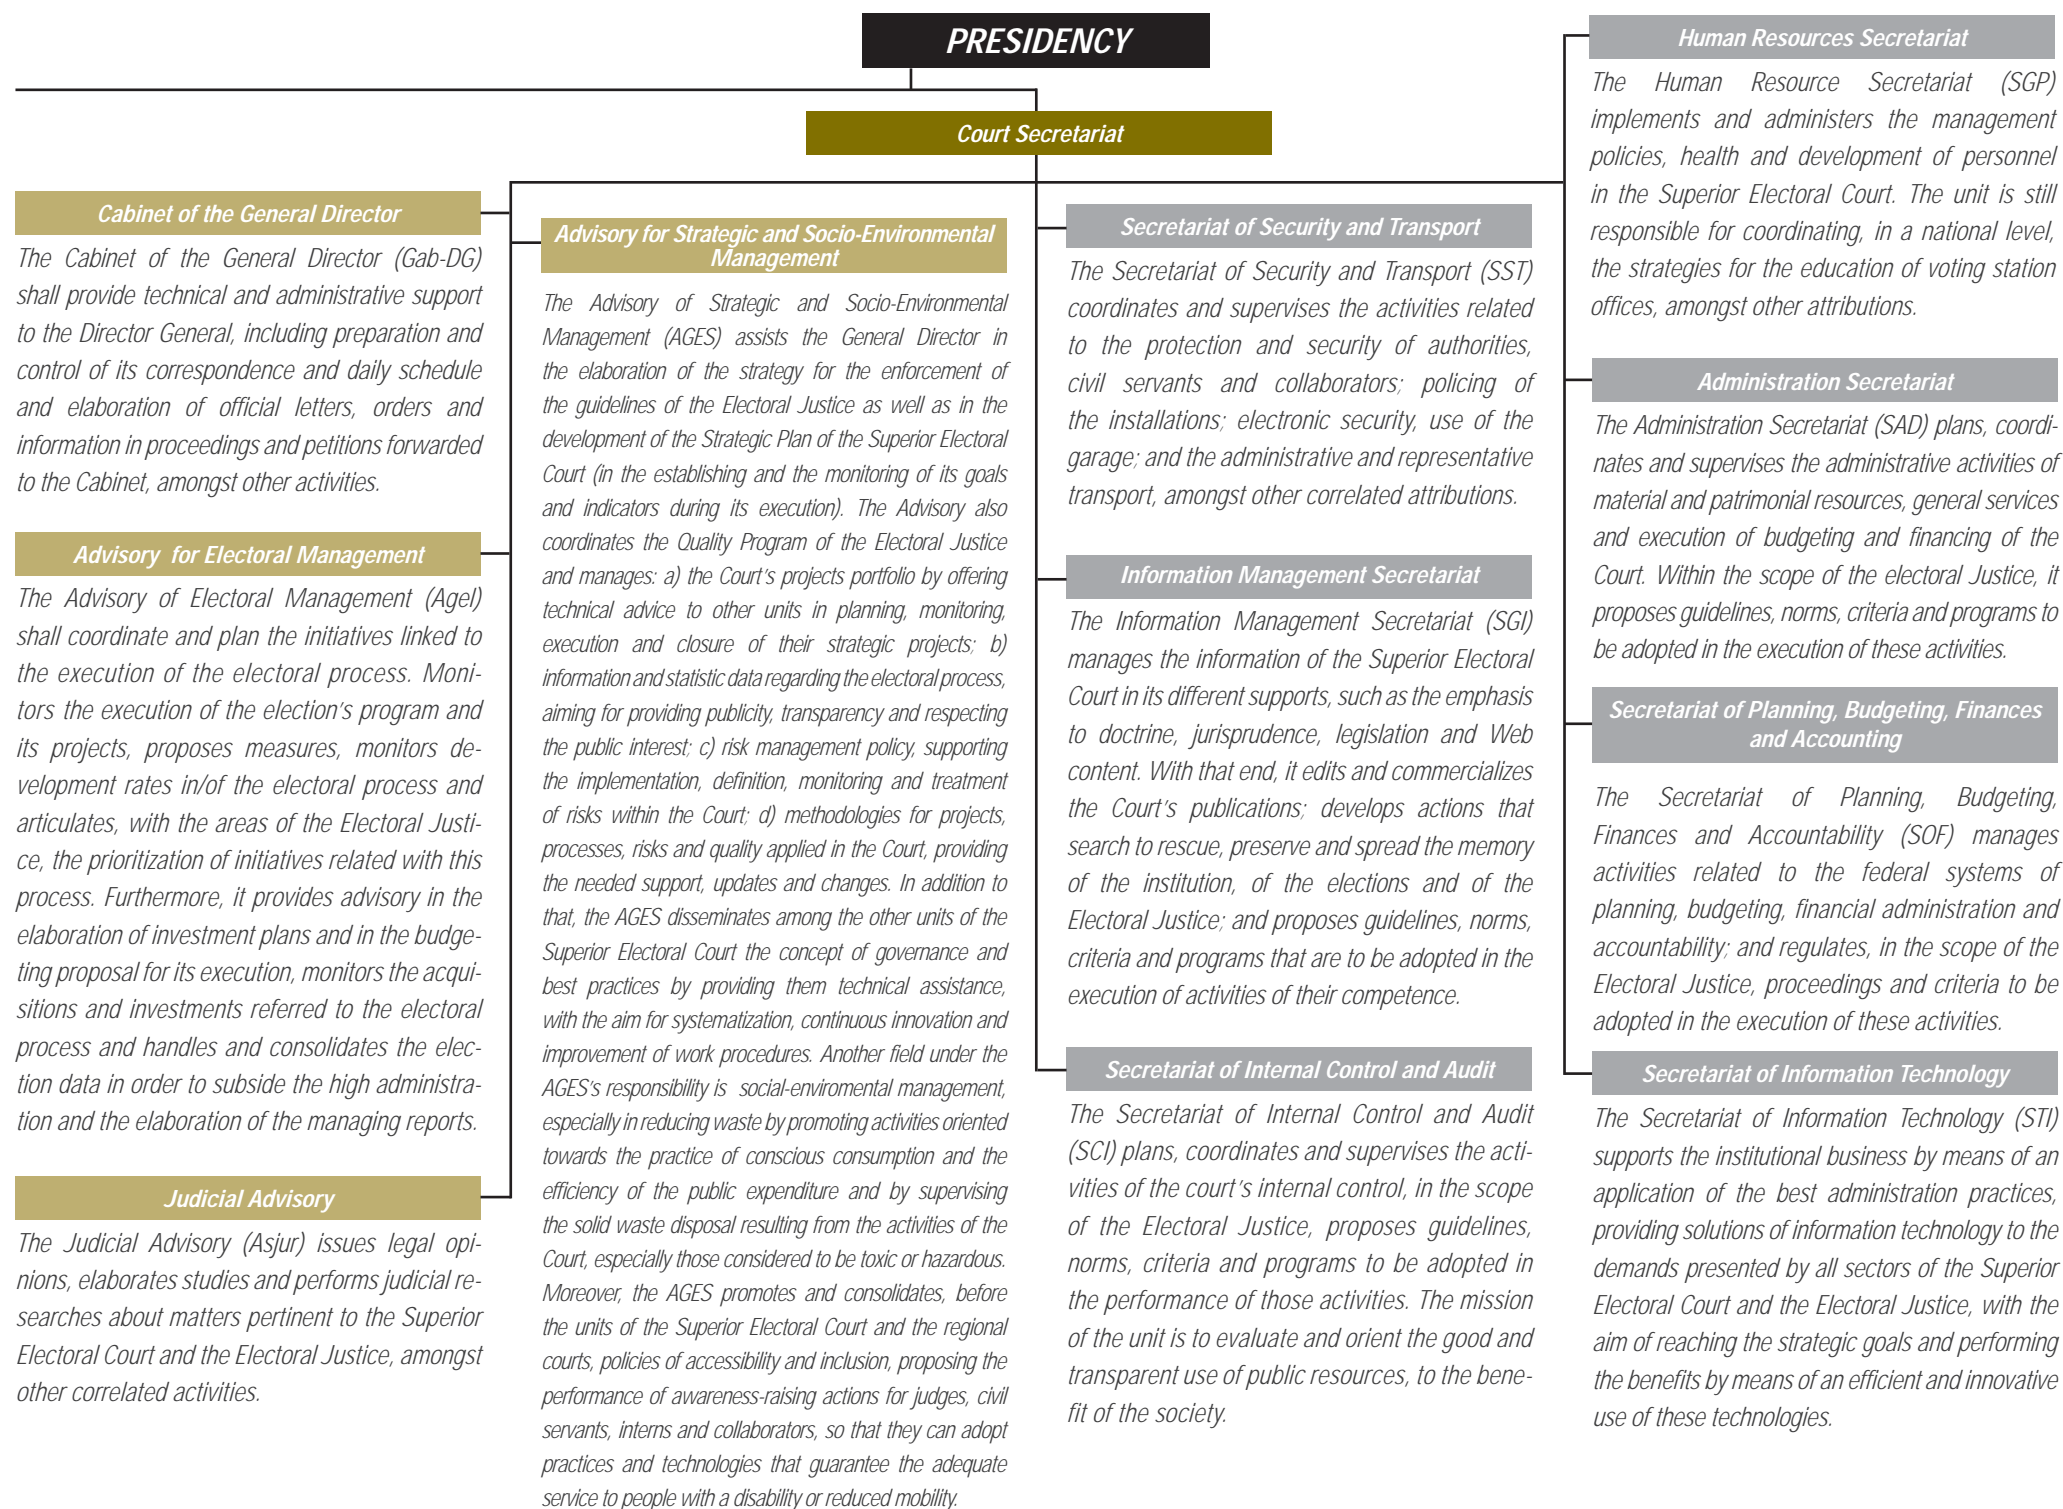 PRESIDENCY
Court Secretariat
Cabinet of the General Director
The Cabinet of the General Director (Gab-DG)
shall provide technical and administrative support
to the Director General, including preparation and
control of its correspondence and daily schedule
and elaboration of official letters, orders and
information in proceedings and petitions forwarded
to the Cabinet, amongst other activities.
Advisory for Electoral Management
The Advisory of Electoral Management (Agel)
shall coordinate and plan the initiatives linked to
the execution of the electoral process. Moni-
tors the execution of the election's program and
its projects, proposes measures, monitors de-
velopment rates in/of the electoral process and
articulates, with the areas of the Electoral Justi-
ce, the prioritization of initiatives related with this
process. Furthermore, it provides advisory in the
elaboration of investment plans and in the budge-
ting proposal for its execution, monitors the acqui-
sitions and investments referred to the electoral
process and handles and consolidates the elec-
tion data in order to subside the high administra-
tion and the elaboration of the managing reports.
Judicial Advisory
The Judicial Advisory (Asjur) issues legal opi-
nions, elaborates studies and performs judicial re-
searches about matters pertinent to the Superior
Electoral Court and the Electoral Justice, amongst
other correlated activities.
Advisory for Strategic and Socio-Environmental
Management
The Advisory of Strategic and Socio-Environmental
Management (AGES) assists the General Director in
the elaboration of the strategy for the enforcement of
the guidelines of the Electoral Justice as well as in the
development of the Strategic Plan of the Superior Electoral
Court (in the establishing and the monitoring of its goals
and indicators during its execution). The Advisory also
coordinates the Quality Program of the Electoral Justice
and manages: a) the Court's projects portfolio by offering
technical advice to other units in planning, monitoring,
execution and closure of their strategic projects; b)
information and statistic data regarding the electoral process,
aiming for providing publicity, transparency and respecting
the public interest; c) risk management policy, supporting
the implementation, definition, monitoring and treatment
of risks within the Court; d) methodologies for projects,
processes, risks and quality applied in the Court, providing
the needed support, updates and changes. In addition to
that, the AGES disseminates among the other units of the
Superior Electoral Court the concept of governance and
best practices by providing them technical assistance,
with the aim for systematization, continuous innovation and
improvement of work procedures. Another field under the
AGES's responsibility is social-enviromental management,
especially in reducing waste by promoting activities oriented
towards the practice of conscious consumption and the
efficiency of the public expenditure and by supervising
the solid waste disposal resulting from the activities of the
Court, especially those considered to be toxic or hazardous.
Moreover, the AGES promotes and consolidates, before
the units of the Superior Electoral Court and the regional
courts, policies of accessibility and inclusion, proposing the
performance of awareness-raising actions for judges, civil
servants, interns and collaborators, so that they can adopt
practices and technologies that guarantee the adequate
service to people with a disability or reduced mobility.
Secretariat of Security and Transport
The Secretariat of Security and Transport (SST)
coordinates and supervises the activities related
to the protection and security of authorities,
civil servants and collaborators; policing of
the installations; electronic security, use of the
garage; and the administrative and representative
transport, amongst other correlated attributions.
Information Management Secretariat
The Information Management Secretariat (SGI)
manages the information of the Superior Electoral
Court in its different supports, such as the emphasis
to doctrine, jurisprudence, legislation and Web
content. With that end, it edits and commercializes
the Court's publications; develops actions that
search to rescue, preserve and spread the memory
of the institution, of the elections and of the
Electoral Justice; and proposes guidelines, norms,
criteria and programs that are to be adopted in the
execution of activities of their competence.
Secretariat of Internal Control and Audit
The Secretariat of Internal Control and Audit
(SCI) plans, coordinates and supervises the acti-
vities of the court's internal control, in the scope
of the Electoral Justice, proposes guidelines,
norms, criteria and programs to be adopted in
the performance of those activities. The mission
of the unit is to evaluate and orient the good and
transparent use of public resources, to the bene-
fit of the society.
Human Resources Secretariat
The Human Resource Secretariat (SGP)
implements and administers the management
policies, health and development of personnel
in the Superior Electoral Court. The unit is still
responsible for coordinating, in a national level,
the strategies for the education of voting station
offices, amongst other attributions.
Administration Secretariat
The Administration Secretariat (SAD) plans, coordi-
nates and supervises the administrative activities of
material and patrimonial resources, general services
and execution of budgeting and financing of the
Court. Within the scope of the electoral Justice, it
proposes guidelines, norms, criteria and programs to
be adopted in the execution of these activities.
Secretariat of Planning, Budgeting, Finances
and Accounting
The Secretariat of Planning, Budgeting,
Finances and Accountability (SOF) manages
activities related to the federal systems of
planning, budgeting, financial administration and
accountability; and regulates, in the scope of the
Electoral Justice, proceedings and criteria to be
adopted in the execution of these activities.
Secretariat of Information Technology
The Secretariat of Information Technology (STI)
supports the institutional business by means of an
application of the best administration practices,
providing solutions of information technology to the
demands presented by all sectors of the Superior
Electoral Court and the Electoral Justice, with the
aim of reaching the strategic goals and performing
the benefits by means of an efficient and innovative
use of these technologies.